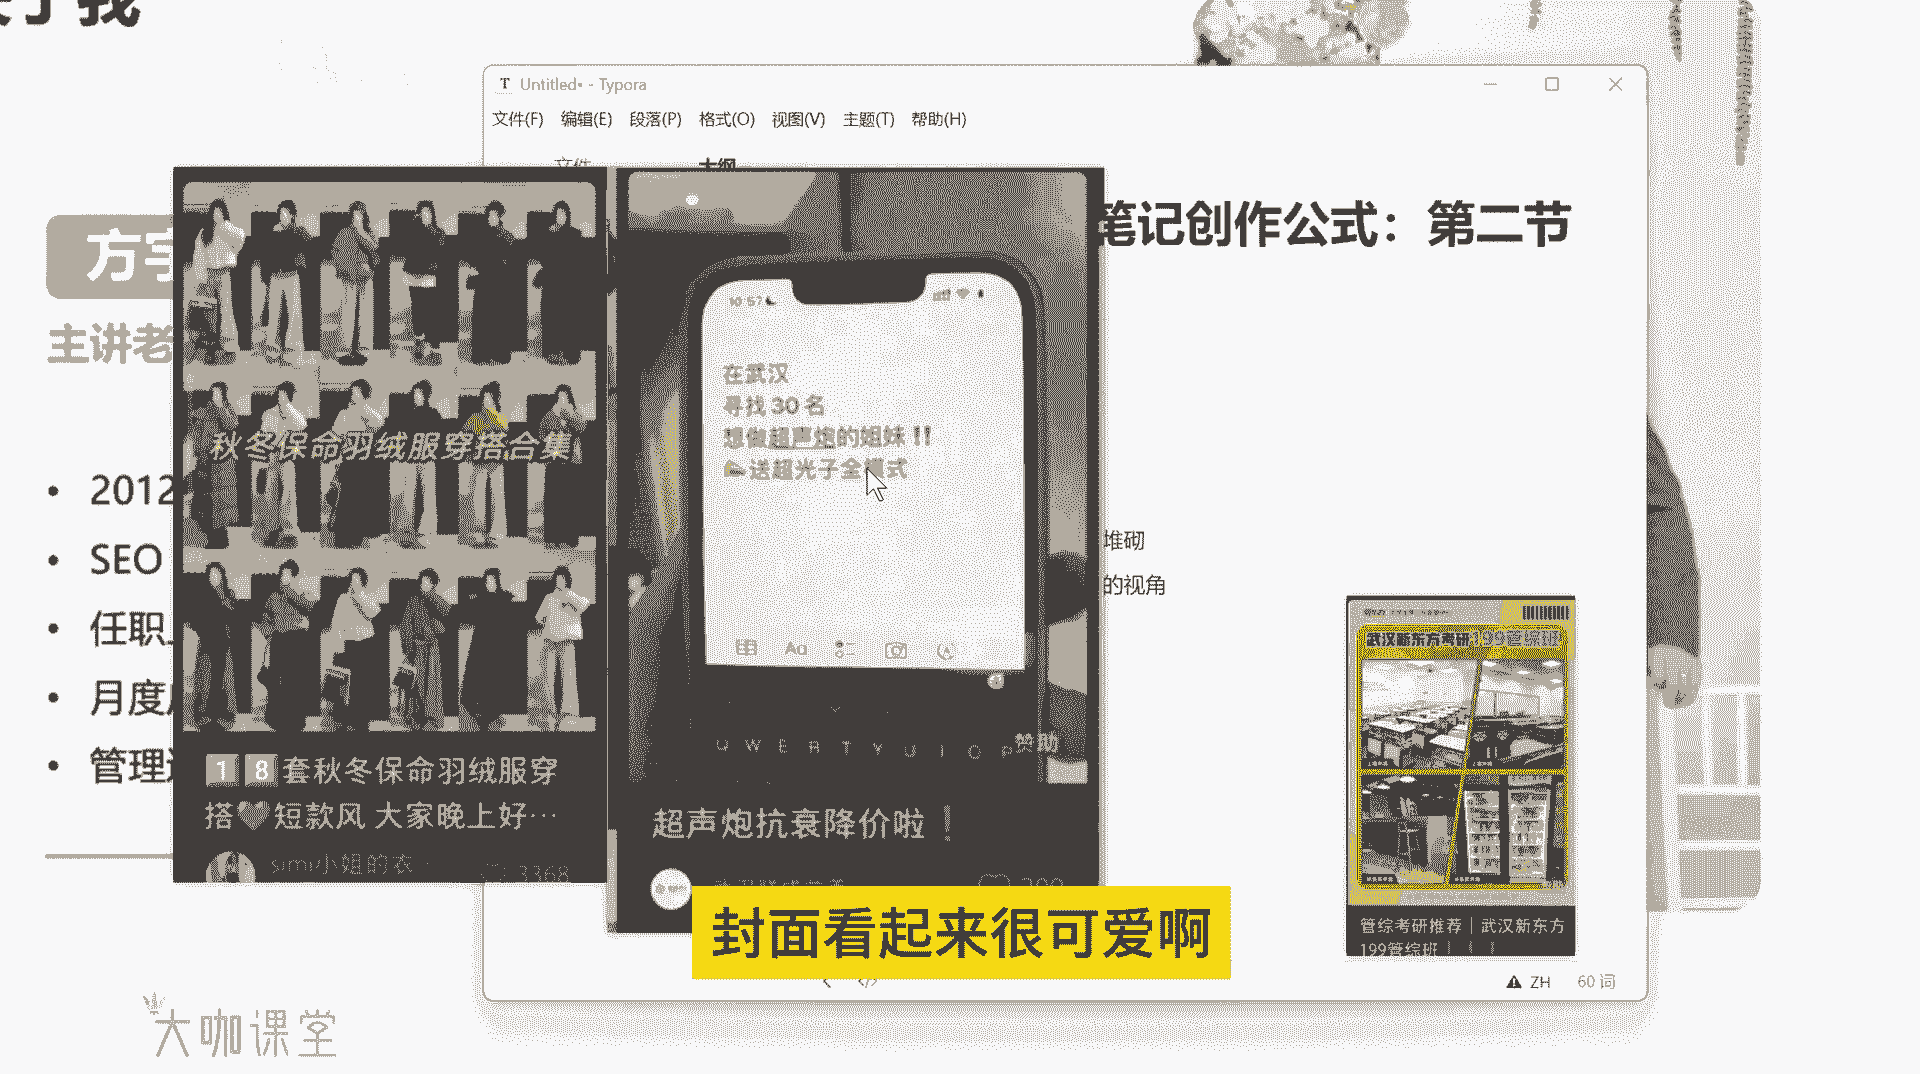 Untitled• - Typora
文件(F) 编辑(E) 段落(P) 格式(O) 视图(V) 主题(T) 帮助(H)
文件 大纲
笔记创作公式：第二节
方宇
主讲老
2012
SEO
任职上
月度
管理
堆砌
的视角
秋冬保命羽绒服穿搭合集
1 8 套秋冬保命羽绒服穿
搭🖤短款风 大家晚上好…
simi小姐的衣
3368
10:57
在武汉
寻找 30 名
想做超声炮的姐妹 !!
送超光子全模式
Aa
Q W E R T Y U I O P
赞助
超声炮抗衰降价啦！
武汉新东方考研199管综班
管综考研推荐｜武汉新东方
199管综班
封面看起来很可爱啊
ZH 60 词
大咖课堂